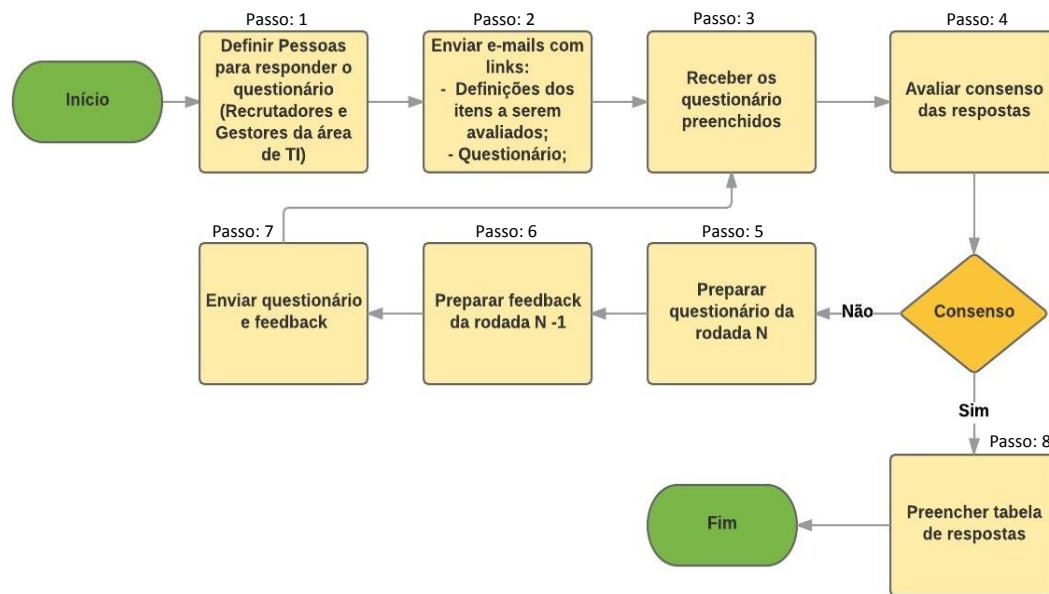 Passo: 1
Passo: 2
Passo: 3
Passo: 4
Início
Definir Pessoas
para responder o
questionário
(Recrutadores e
Gestores da área
de TI)
Enviar e-mails com
links:
- Definições dos
itens a serem
avaliados;
- Questionário;
Receber os
questionário
preenchidos
Avaliar consenso
das respostas
Passo: 7
Passo: 6
Passo: 5
Enviar questionário
e feedback
Preparar feedback
da rodada N -1
Preparar
questionário da
rodada N
Não
Consenso
Sim
Passo: 8
Fim
Preencher tabela
de respostas